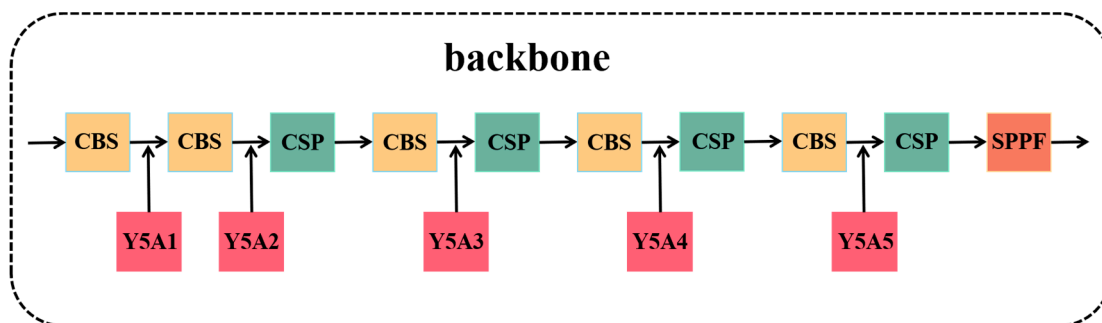 backbone
CBS CBS CSP CBS CSP CBS CSP CBS CSP SPPF
Y5A1 Y5A2 Y5A3 Y5A4 Y5A5